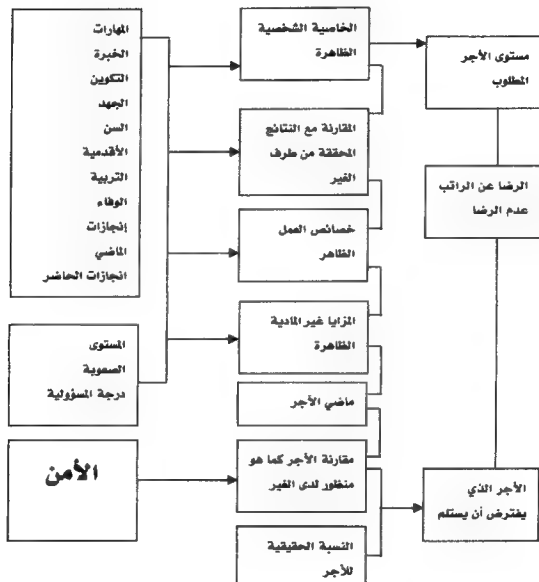 المهارات
الخبرة
التكوين
الجهد
السن
الأقدمية
التربية
الوفاء
إنجازات
الماضي
انجازات الحاضر
المستوى
الصعوبة
درجة المسؤولية
الأمن
الخاصية الشخصية
الظاهرة
المقارنة مع النتائج
المحققة من طرف
الغير
خصائص العمل
الظاهر
المزايا غير المادية
الظاهرة
ماضي الأجر
مقارنة الأجر كما هو
منظور لدى الغير
النسبة الحقيقية
للأجر
مستوى الأجر
المطلوب
الرضا عن الراتب
عدم الرضا
الأجر الذي
يفترض أن يستلم